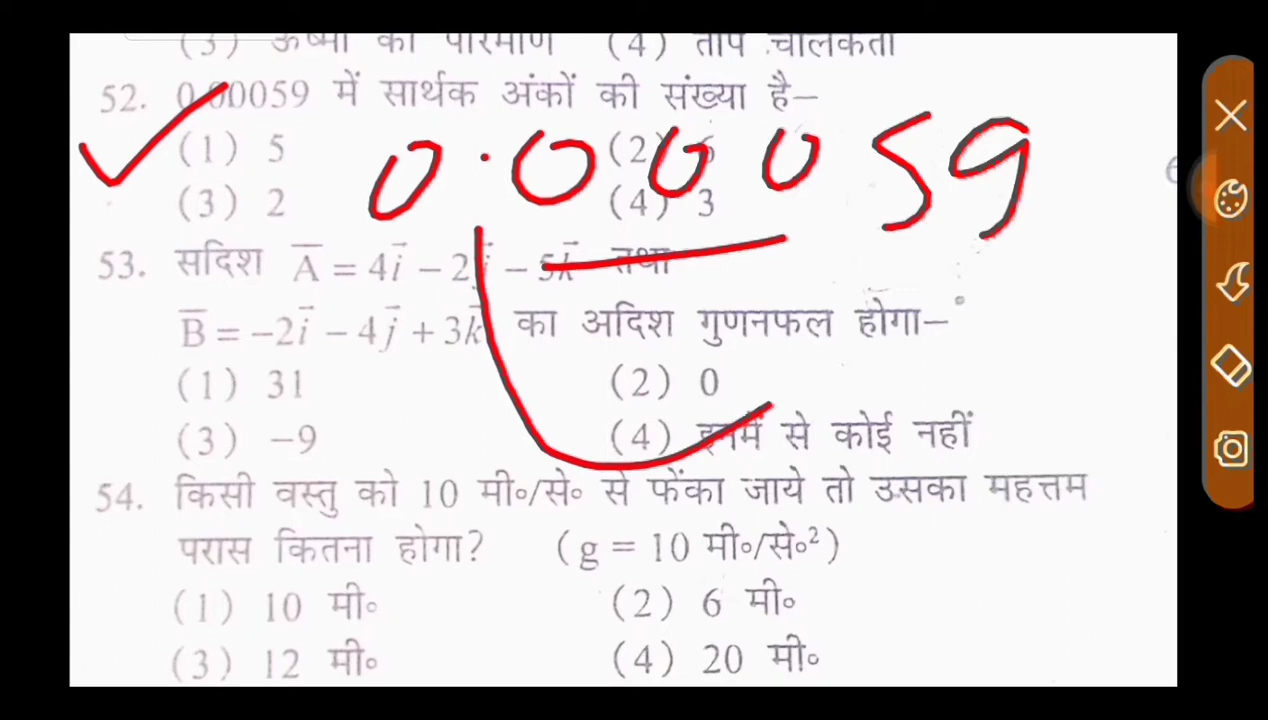 (3) ऊष्मा का परिमाण (4) ताप चालकता
52. 0.00059 में सार्थक अंकों की संख्या है–
(1) 5 (2) 6
(3) 2 (4) 3
0.00059
53. सदिश A̅ = 4i⃗ – 2j⃗ – 5k⃗ तथा
B̅ = –2i⃗ – 4j⃗ + 3k⃗ का अदिश गुणनफल होगा–
(1) 31 (2) 0
(3) –9 (4) इनमें से कोई नहीं
54. किसी वस्तु को 10 मी०/से० से फेंका जाये तो उसका महत्तम
परास कितना होगा? (g = 10 मी०/से०²)
(1) 10 मी० (2) 6 मी०
(3) 12 मी० (4) 20 मी०